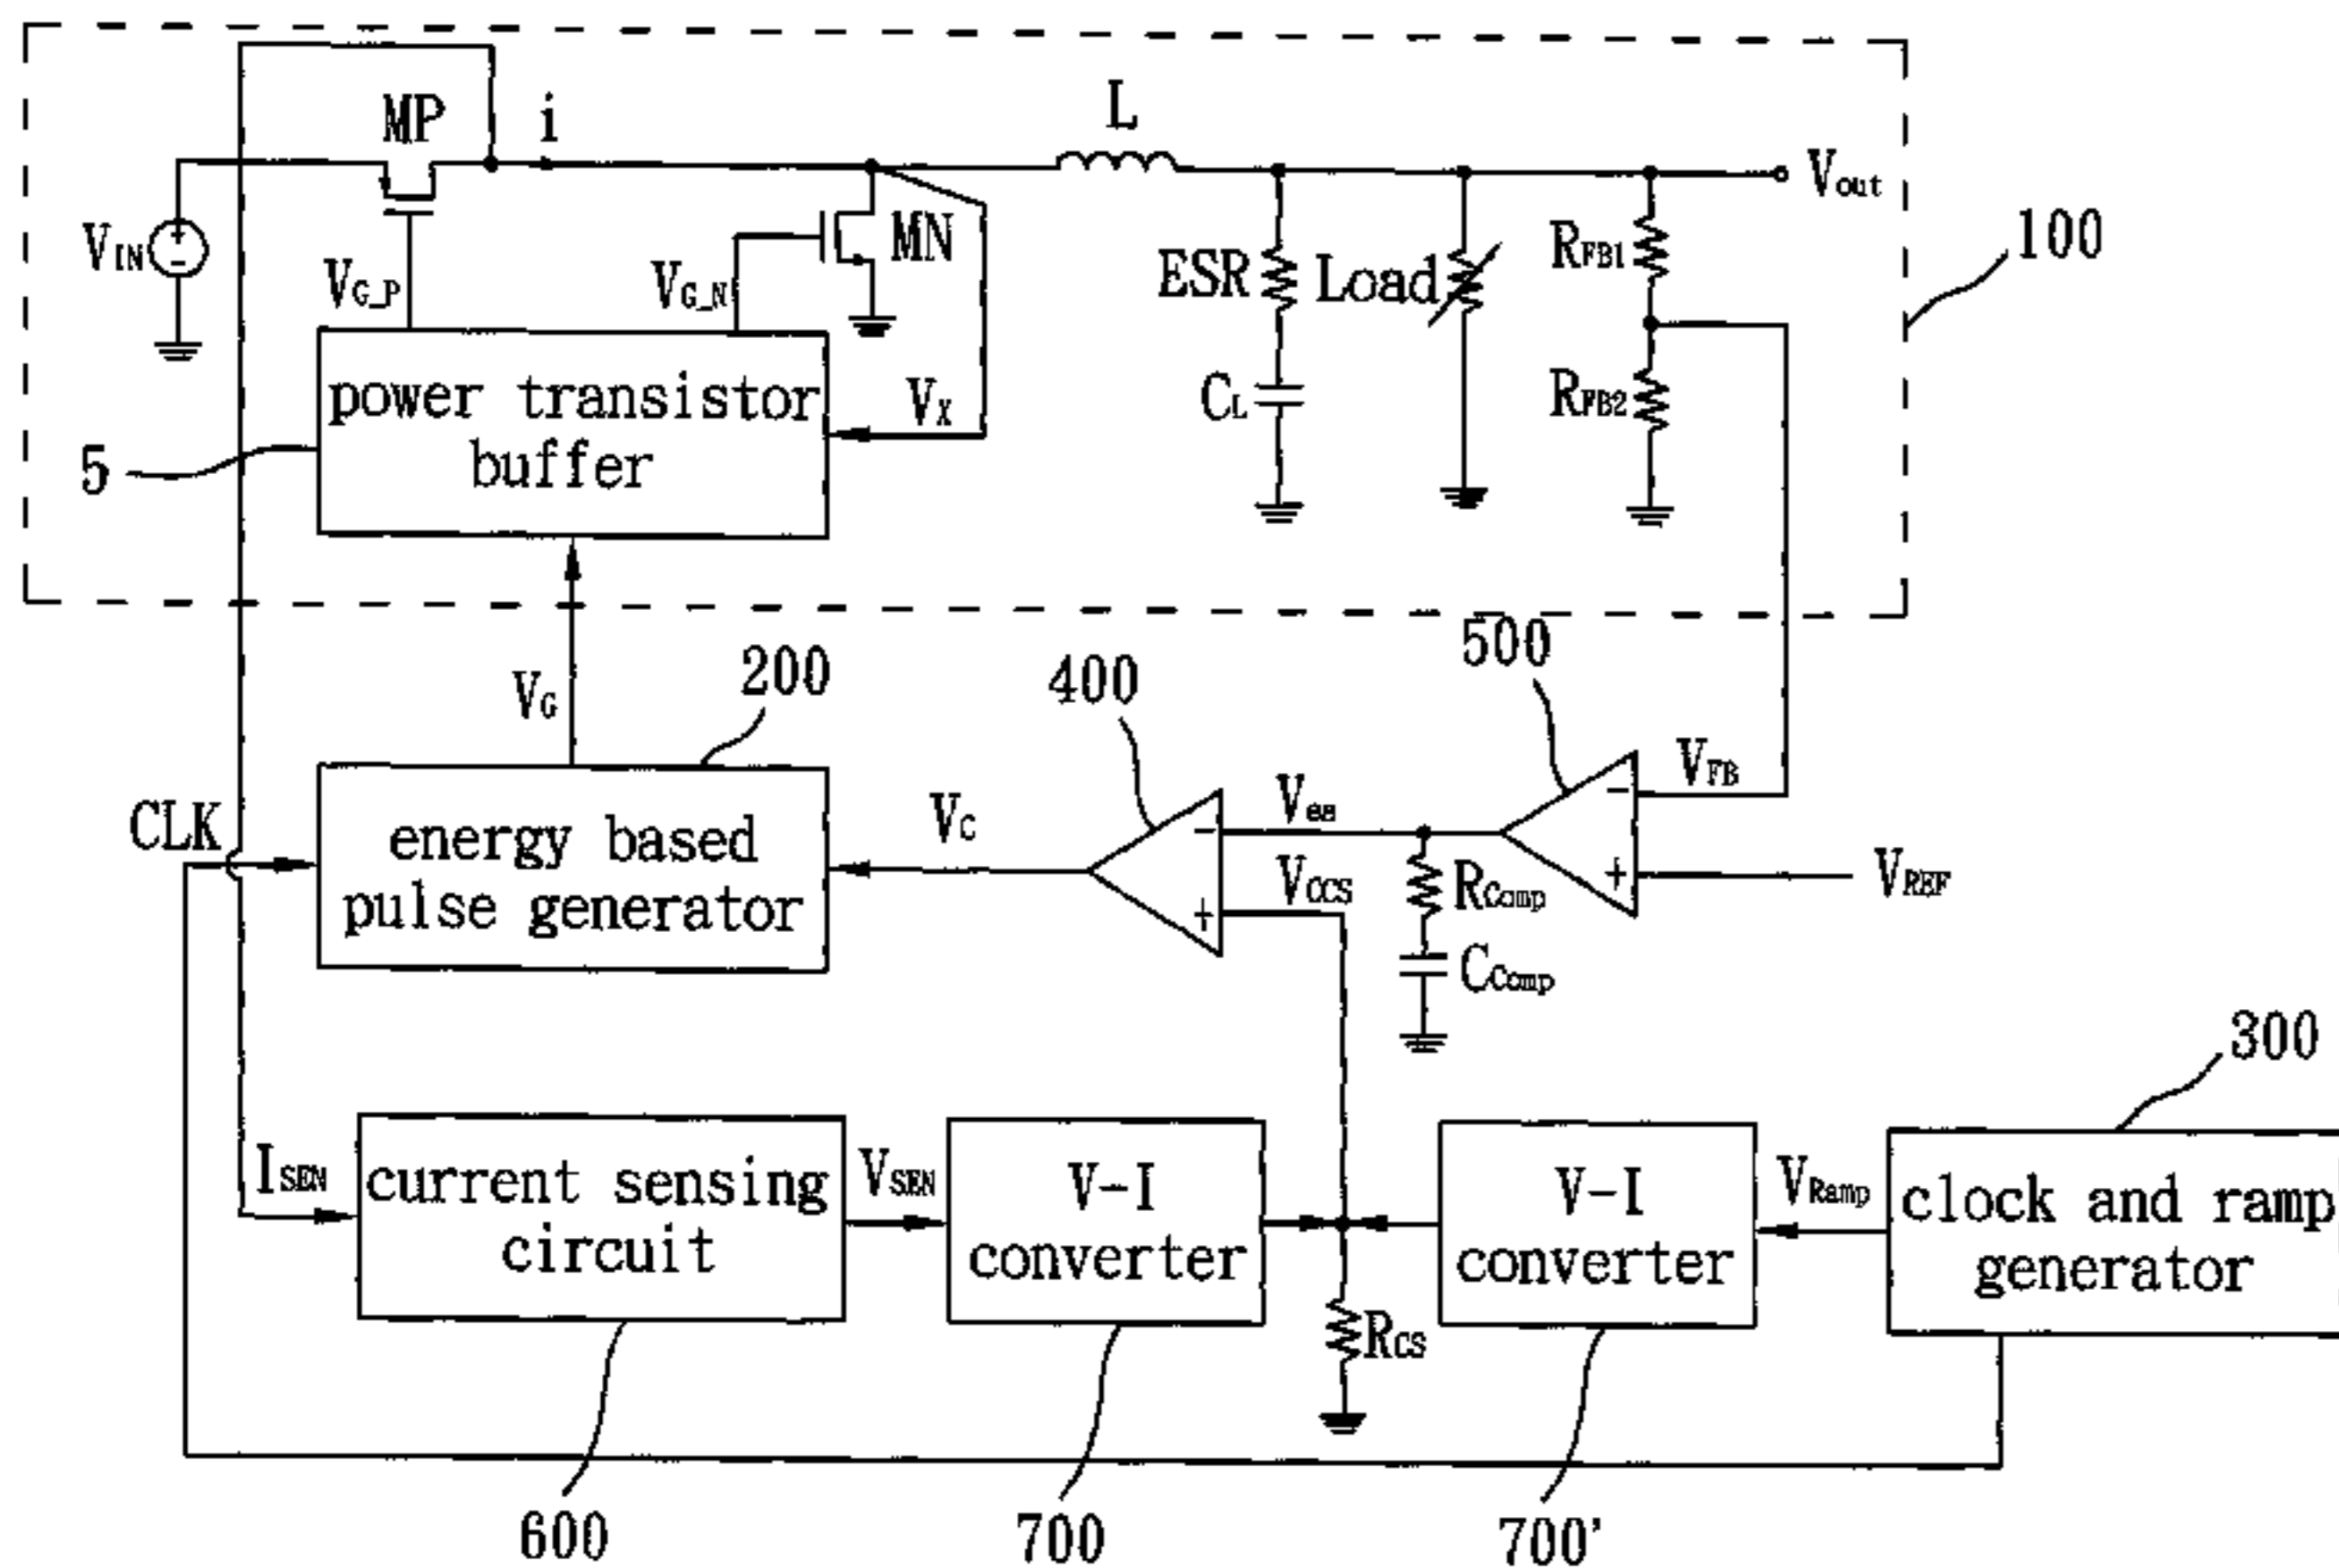 MP
i
L
Vout
VIN
VG_P
VG_N
MN
ESR
Load
RFB1
100
power transistor
buffer
VX
CL
RFB2
5
VG
200
400
500
VFB
CLK
energy based
pulse generator
VC
Vea
VCCS
VREF
RComp
CComp
300
ISEN
current sensing
circuit
VSEN
V-I
converter
V-I
converter
VRamp
clock and ramp
generator
RCS
600
700
700'
-
+
-
+
+
-